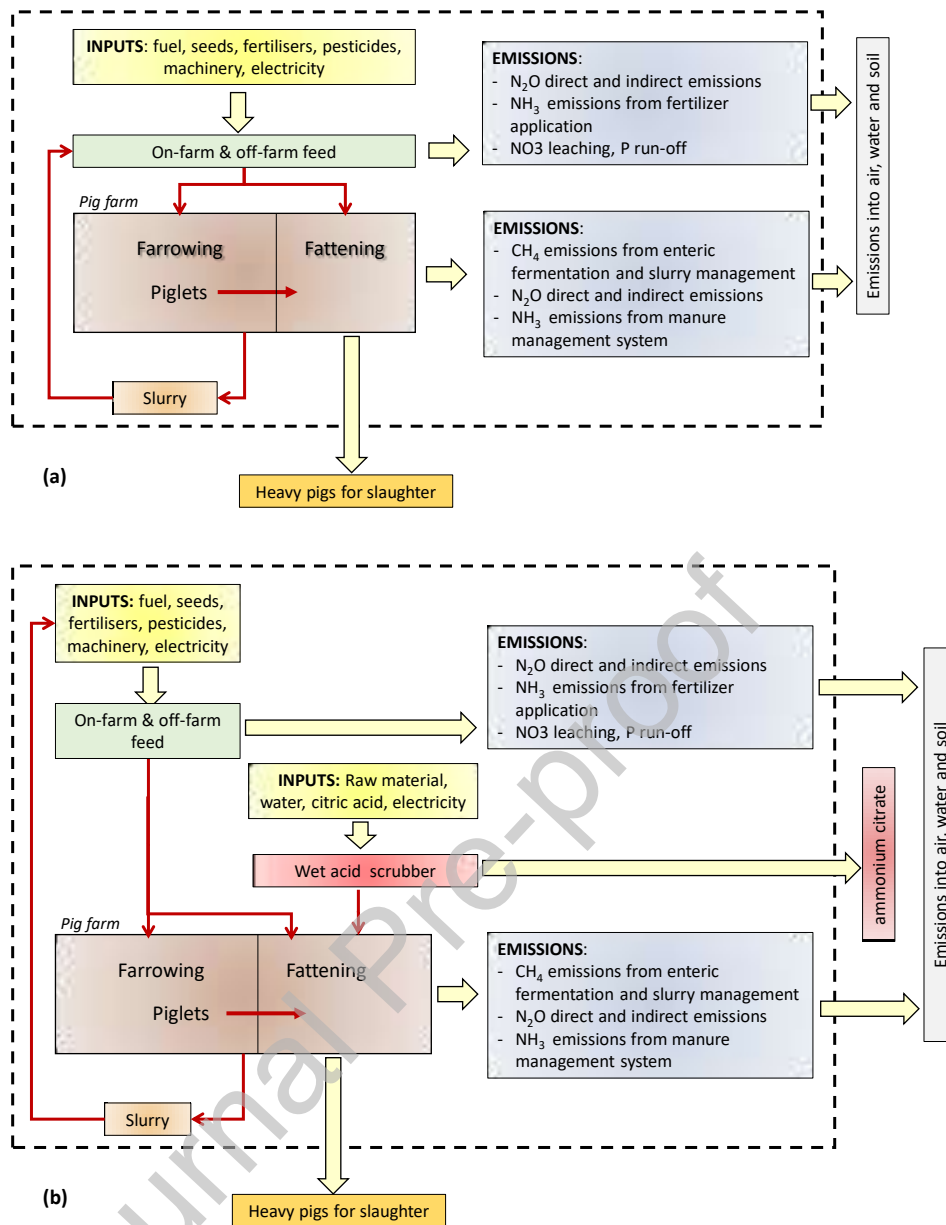 INPUTS: fuel, seeds, fertilisers, pesticides,
machinery, electricity
EMISSIONS:
- N₂O direct and indirect emissions
- NH₃ emissions from fertilizer
application
- NO3 leaching, P run-off
Emissions into air, water and soil
On-farm & off-farm feed
Pig farm
Farrowing
Fattening
Piglets
EMISSIONS:
- CH₄ emissions from enteric
fermentation and slurry management
- N₂O direct and indirect emissions
- NH₃ emissions from manure
management system
Slurry
(a)
Heavy pigs for slaughter
INPUTS: fuel, seeds,
fertilisers, pesticides,
machinery, electricity
EMISSIONS:
- N₂O direct and indirect emissions
- NH₃ emissions from fertilizer
application
- NO3 leaching, P run-off
Emissions into air, water and soil
On-farm & off-farm
feed
INPUTS: Raw material,
water, citric acid, electricity
ammonium citrate
Wet acid scrubber
Pig farm
Farrowing
Fattening
Piglets
EMISSIONS:
- CH₄ emissions from enteric
fermentation and slurry management
- N₂O direct and indirect emissions
- NH₃ emissions from manure
management system
Slurry
(b)
Heavy pigs for slaughter
urnal Pre-proof